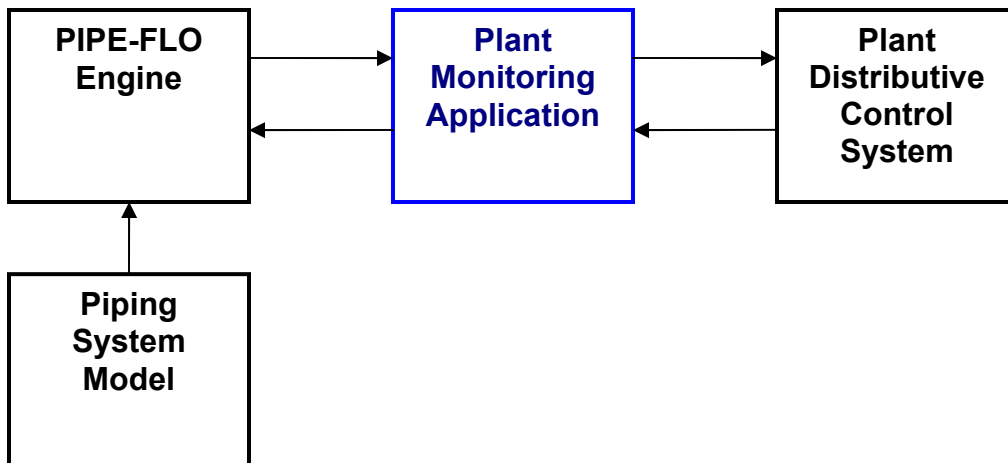 PIPE-FLO
Engine
Plant
Monitoring
Application
Plant
Distributive
Control
System
Piping
System
Model